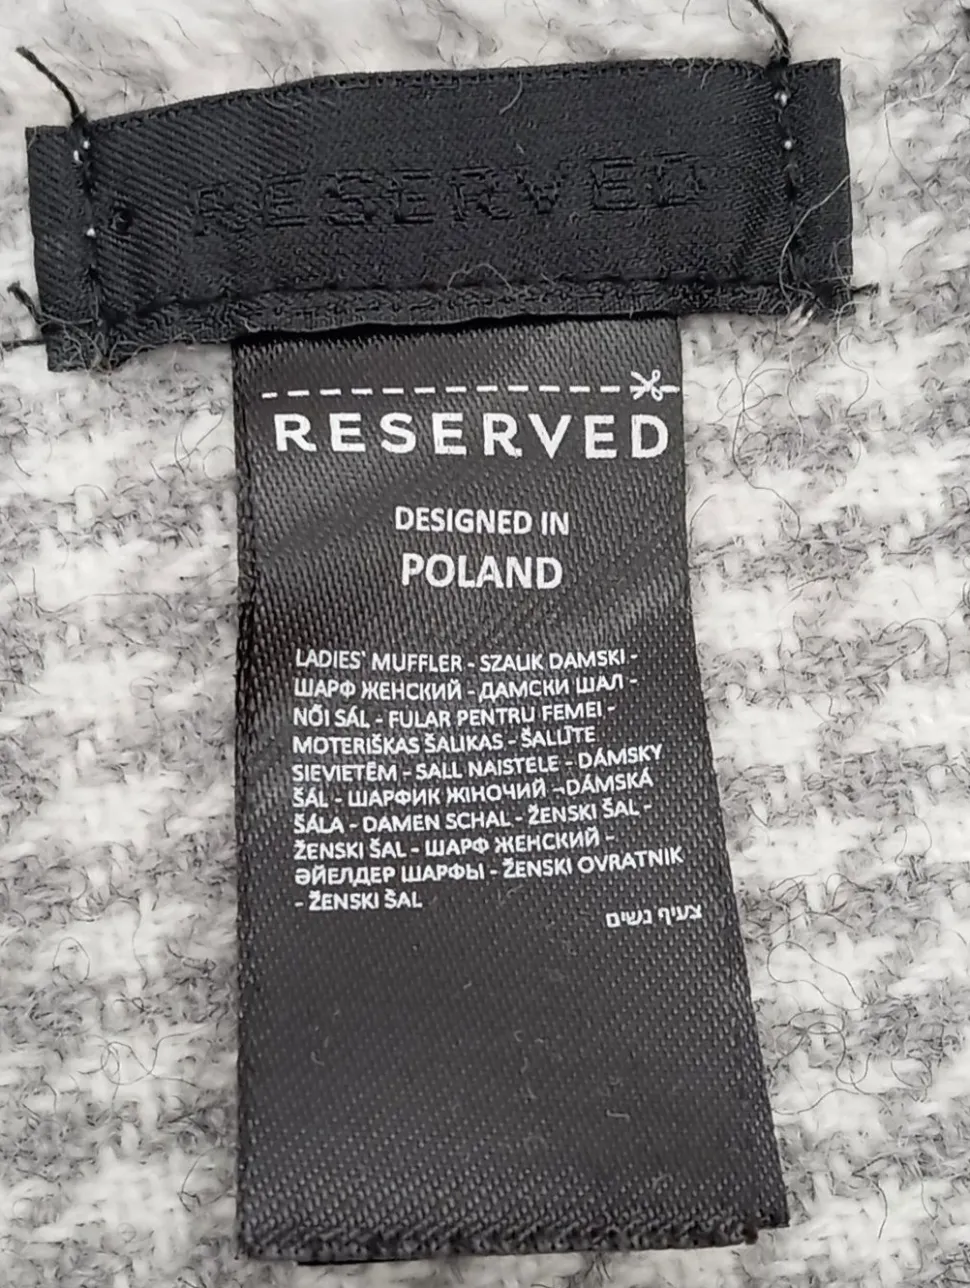 RESERVED
RESERVED
DESIGNED IN
POLAND
LADIES' MUFFLER - SZALIK DAMSKI -
ШАРФ ЖЕНСКИЙ - ДАМСКИ ШАЛ -
NŐI SÁL - FULAR PENTRU FEMEI -
MOTERIŠKAS ŠALIKAS - ŠALLĪTE
SIEVIETĒM - SALL NAISTELE - DÁMSKY
ŠÁL - ШАРФИК ЖІНОЧИЙ - DÁMSKÁ
ŠÁLA - DAMEN SCHAL - ŽENSKI ŠAL -
ŽENSKI ŠAL - ШАРФ ЖЕНСКИЙ -
ӘЙЕЛДЕР ШАРФЫ - ŽENSKI OVRATNIK
- ŽENSKI ŠAL
צעיף נשים